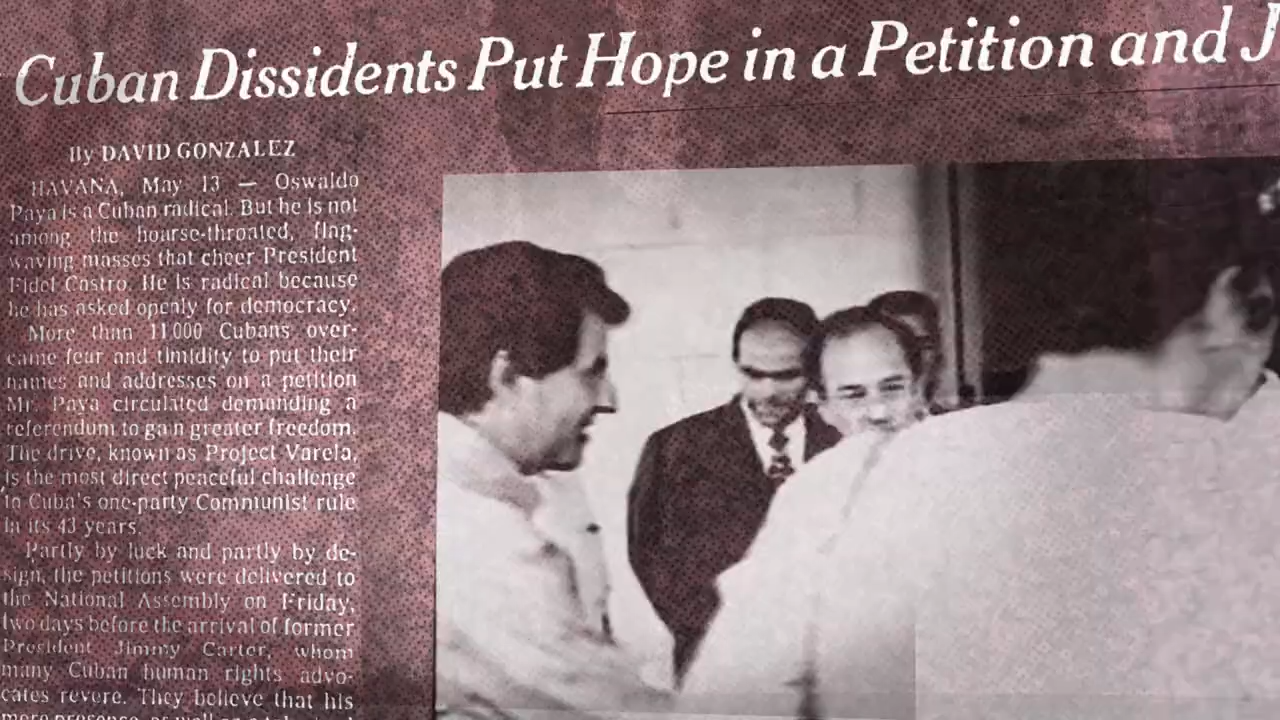 Cuban Dissidents Put Hope in a Petition and J
By DAVID GONZALEZ
HAVANA, May 13 — Oswaldo
Paya is a Cuban radical. But he is not
among the hoarse-throated, flag-
waving masses that cheer President
Fidel Castro. He is radical because
he has asked openly for democracy.
More than 11,000 Cubans over-
came fear and timidity to put their
names and addresses on a petition
Mr. Paya circulated demanding a
referendum to gain greater freedom.
The drive, known as Project Varela,
is the most direct peaceful challenge
to Cuba's one-party Communist rule
in its 43 years.
Partly by luck and partly by de-
sign, the petitions were delivered to
the National Assembly on Friday,
two days before the arrival of former
President Jimmy Carter, whom
many Cuban human rights advo-
cates revere. They believe that his
mere presence, as well as a